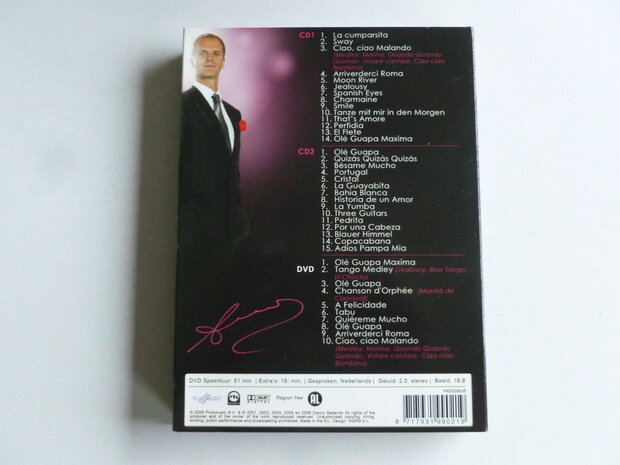 CD1 1. La cumparsita
2. Sway
3. Ciao, ciao Malando
(Medley: Marina, Quando Quando
Quando, Volare cantare, Ciao ciao
Bambina)
4. Arriverderci Roma
5. Moon River
6. Jealousy
7. Spanish Eyes
8. Charmaine
9. Smile
10. Tanze mit mir in den Morgen
11. That's Amore
12. Perfidia
13. El Flete
14. Olé Guapa Maxima
CD2 1. Olé Guapa
2. Quizás Quizás Quizás
3. Bésame Mucho
4. Portugal
5. Cristal
6. La Guayabita
7. Bahia Blanca
8. Historia de un Amor
9. La Yumba
10. Three Guitars
11. Pedrita
12. Por una Cabeza
13. Blauer Himmel
14. Copacabana
15. Adios Pampa Mia
DVD 1. Olé Guapa Maxima
2. Tango Medley (Jealousy, Blue Tango,
El Choclo)
3. Olé Guapa
4. Chanson d'Orphée (Manhã de
Carnaval)
5. A Felicidade
6. Tabu
7. Quiéreme Mucho
8. Olé Guapa
9. Arriverderci Roma
10. Ciao, ciao Malando
(Medley: Marina, Quando Quando
Quando, Volare cantare, Ciao ciao
Bambina)
DVD Speelduur: 51 min. | Extra's: 16: min. | Gesproken: Nederlands | Geluid: 2.0. stereo | Beeld: 16:9
DOLBY DIGITAL Region free AL
8 717931 990219